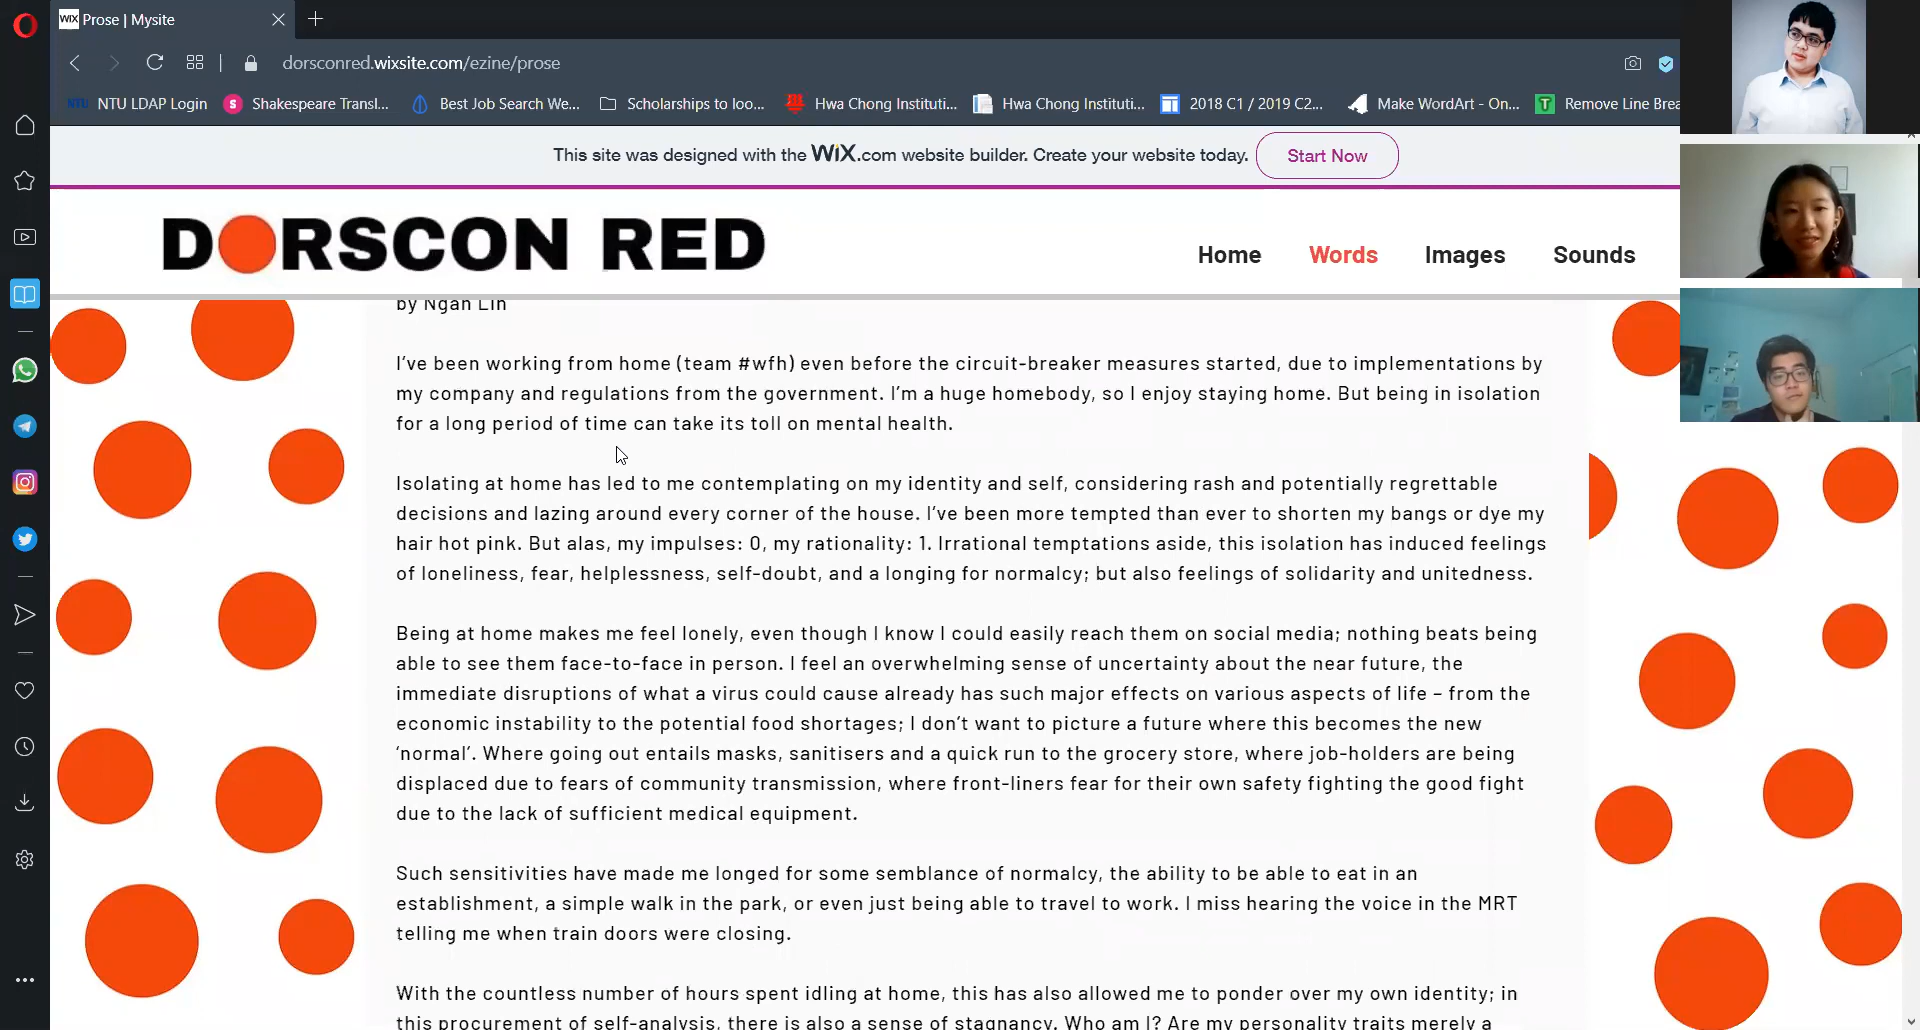 WIX Prose | Mysite
dorsconred.wixsite.com/ezine/prose
NTU NTU LDAP Login
S Shakespeare Transl...
Best Job Search We...
Scholarships to loo...
Hwa Chong Instituti...
Hwa Chong Instituti...
2018 C1 / 2019 C2...
Make WordArt - On...
T Remove Line Brea
This site was designed with the WiX.com website builder. Create your website today. Start Now
DORSCON RED
Home Words Images Sounds
by Ngan Lin
I've been working from home (team #wfh) even before the circuit-breaker measures started, due to implementations by
my company and regulations from the government. I'm a huge homebody, so I enjoy staying home. But being in isolation
for a long period of time can take its toll on mental health.
Isolating at home has led to me contemplating on my identity and self, considering rash and potentially regrettable
decisions and lazing around every corner of the house. I've been more tempted than ever to shorten my bangs or dye my
hair hot pink. But alas, my impulses: 0, my rationality: 1. Irrational temptations aside, this isolation has induced feelings
of loneliness, fear, helplessness, self-doubt, and a longing for normalcy; but also feelings of solidarity and unitedness.
Being at home makes me feel lonely, even though I know I could easily reach them on social media; nothing beats being
able to see them face-to-face in person. I feel an overwhelming sense of uncertainty about the near future, the
immediate disruptions of what a virus could cause already has such major effects on various aspects of life – from the
economic instability to the potential food shortages; I don't want to picture a future where this becomes the new
'normal'. Where going out entails masks, sanitisers and a quick run to the grocery store, where job-holders are being
displaced due to fears of community transmission, where front-liners fear for their own safety fighting the good fight
due to the lack of sufficient medical equipment.
Such sensitivities have made me longed for some semblance of normalcy, the ability to be able to eat in an
establishment, a simple walk in the park, or even just being able to travel to work. I miss hearing the voice in the MRT
telling me when train doors were closing.
With the countless number of hours spent idling at home, this has also allowed me to ponder over my own identity; in
this procurement of self-analysis, there is also a sense of stagnancy. Who am I? Are my personality traits merely a